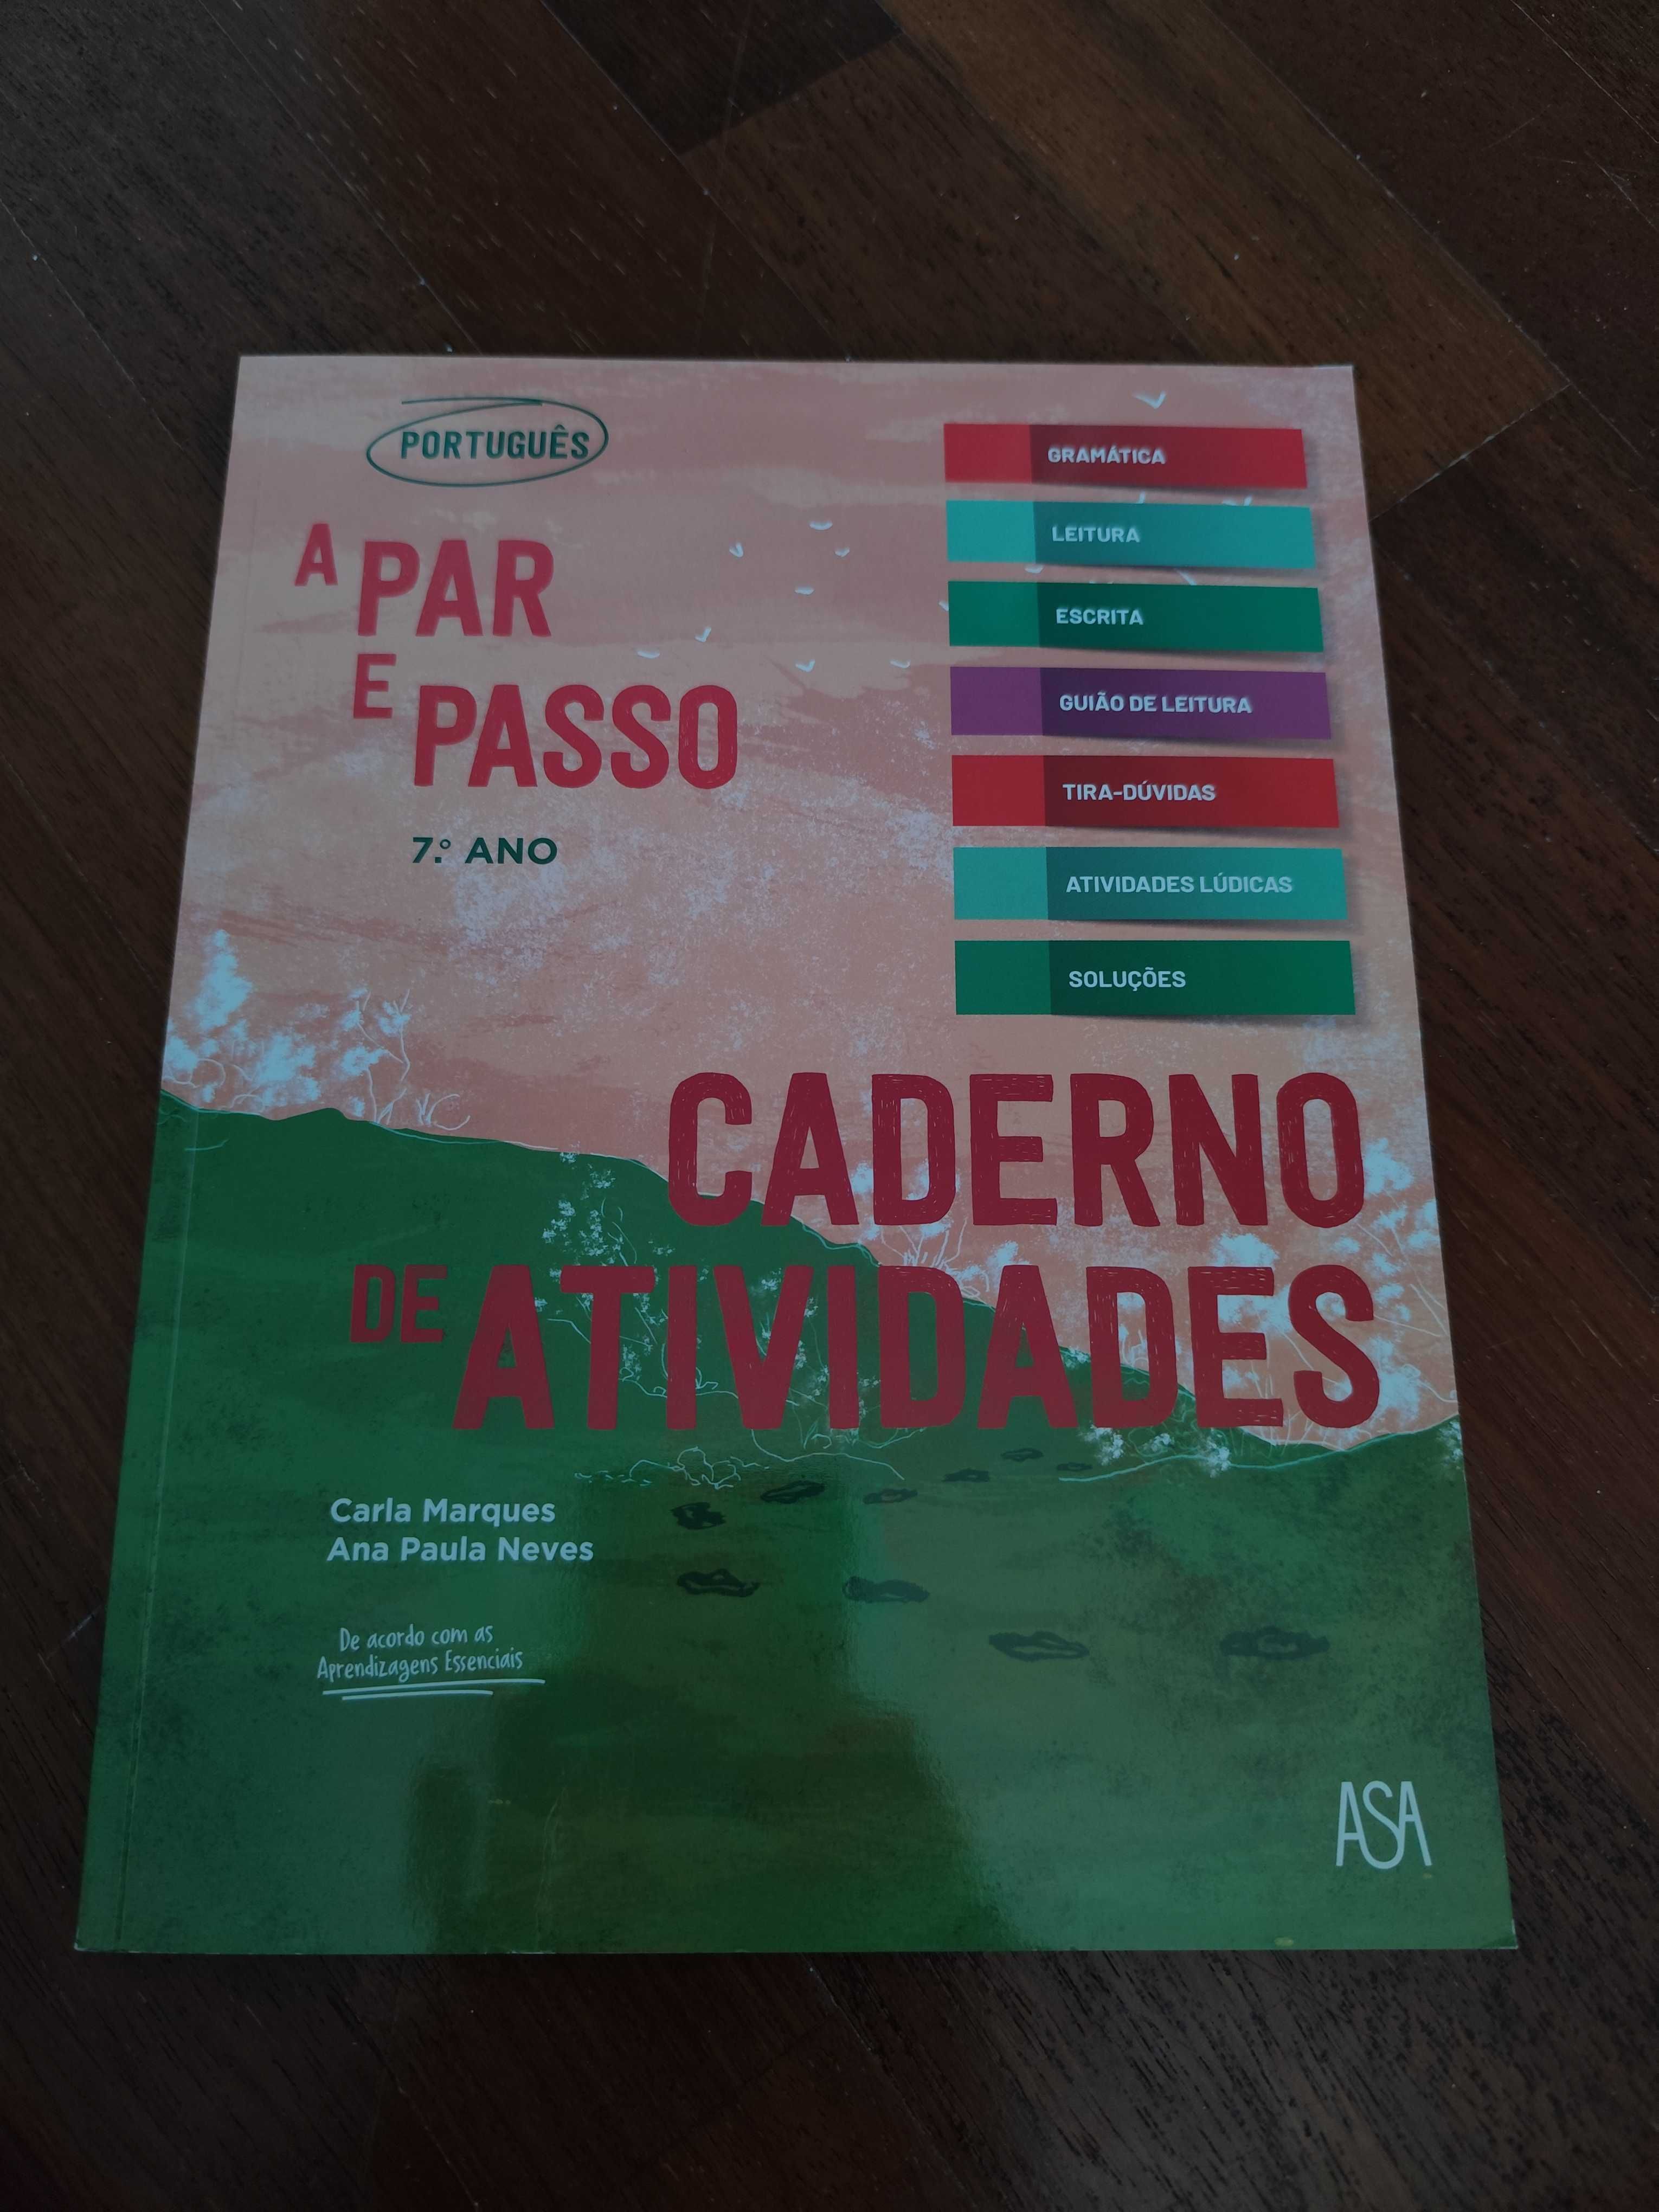 PORTUGUÊS
A PAR
E PASSO
7.º ANO
GRAMÁTICA
LEITURA
ESCRITA
GUIÃO DE LEITURA
TIRA-DÚVIDAS
ATIVIDADES LÚDICAS
SOLUÇÕES
CADERNO
DE ATIVIDADES
Carla Marques
Ana Paula Neves
De acordo com as
Aprendizagens Essenciais
ASA